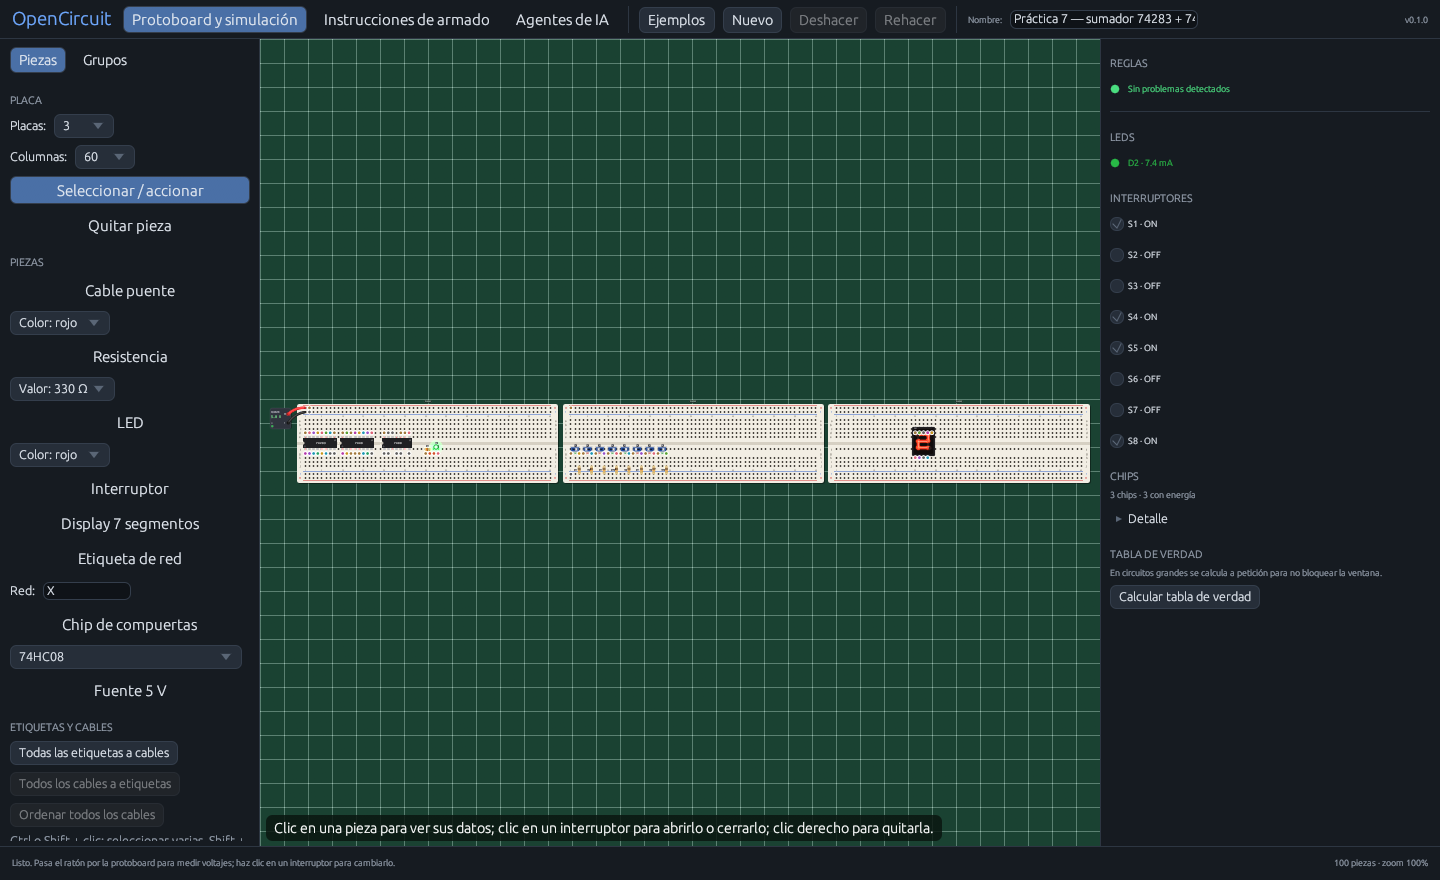 OpenCircuit
Protoboard y simulación
Instrucciones de armado
Agentes de IA
Ejemplos
Nuevo
Deshacer
Rehacer
Nombre:
Práctica 7 — sumador 74283 + 74
v0.1.0
Piezas
Grupos
PLACA
Placas: 3
Columnas: 60
Seleccionar / accionar
Quitar pieza
PIEZAS
Cable puente
Color: rojo
Resistencia
Valor: 330 Ω
LED
Color: rojo
Interruptor
Display 7 segmentos
Etiqueta de red
Red: X
Chip de compuertas
74HC08
Fuente 5 V
ETIQUETAS Y CABLES
Todas las etiquetas a cables
Todos los cables a etiquetas
Ordenar todos los cables
Ctrl o Shift + clic: seleccionar varias. Shift +
Clic en una pieza para ver sus datos; clic en un interruptor para abrirlo o cerrarlo; clic derecho para quitarla.
REGLAS
Sin problemas detectados
LEDS
D2 · 7.4 mA
INTERRUPTORES
S1 · ON
S2 · OFF
S3 · OFF
S4 · ON
S5 · ON
S6 · OFF
S7 · OFF
S8 · ON
CHIPS
3 chips · 3 con energía
Detalle
TABLA DE VERDAD
En circuitos grandes se calcula a petición para no bloquear la ventana.
Calcular tabla de verdad
Listo. Pasa el ratón por la protoboard para medir voltajes; haz clic en un interruptor para cambiarlo.
100 piezas · zoom 100%